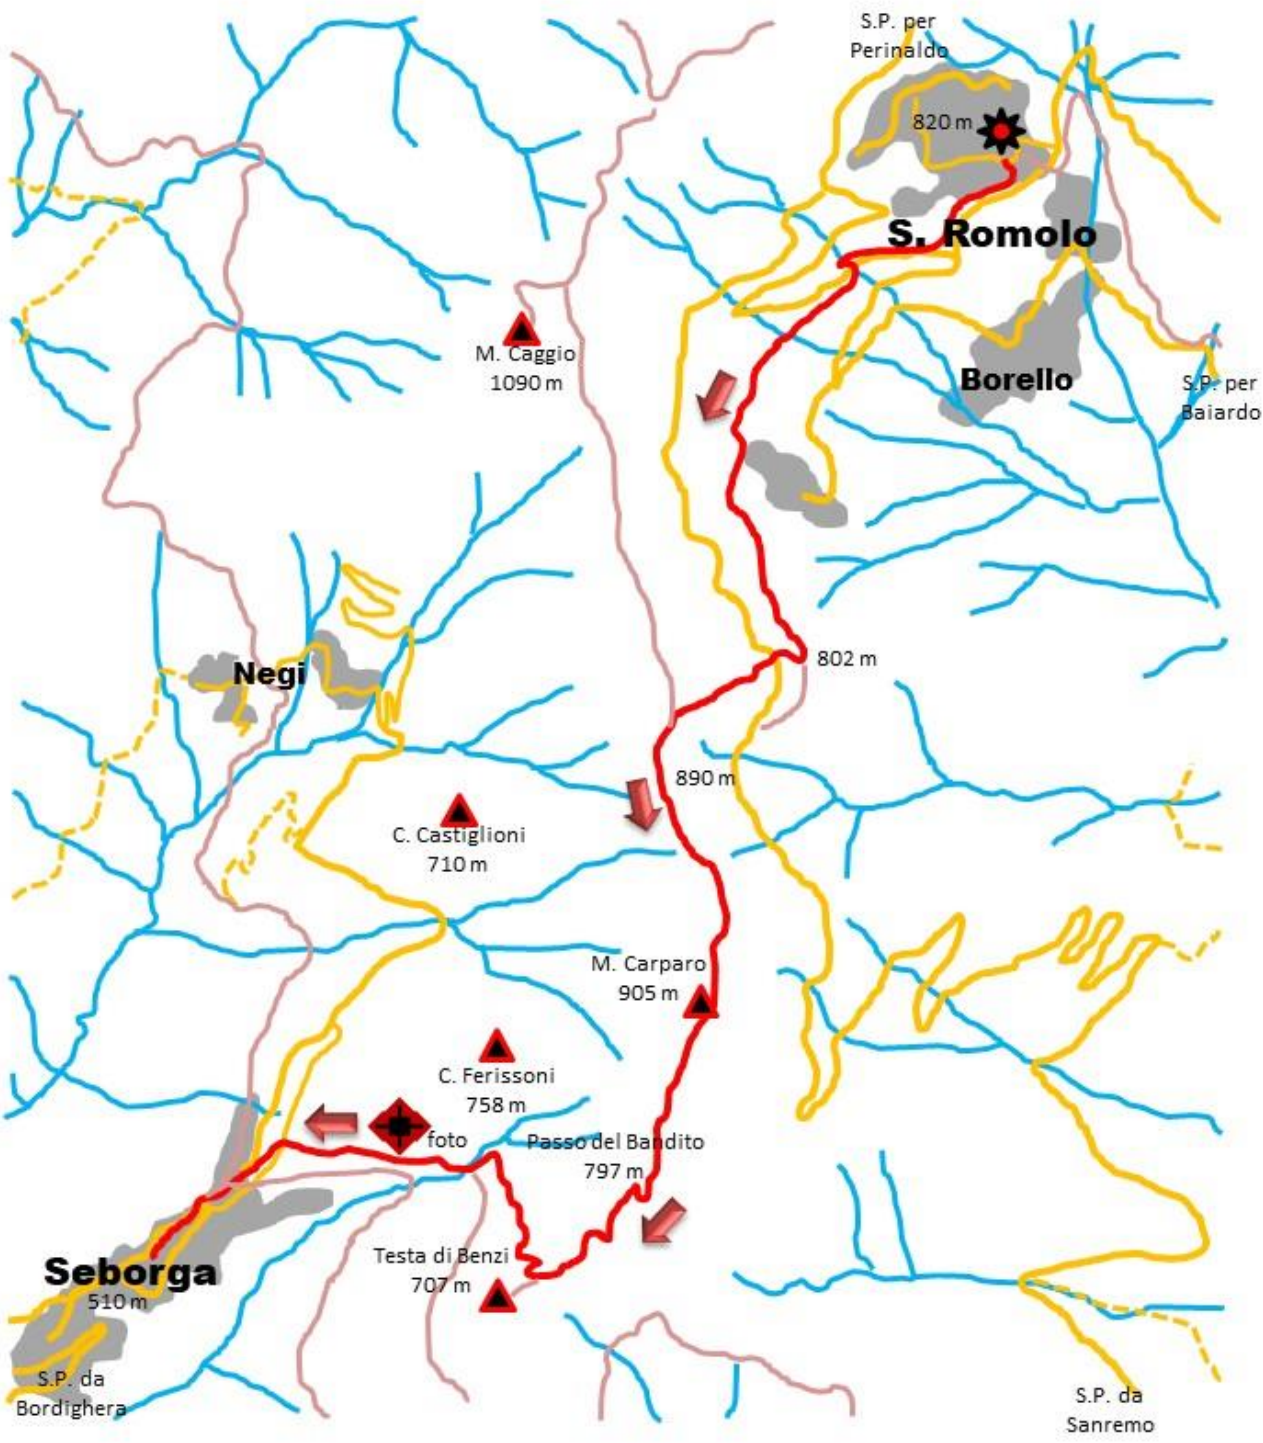 S.P. per
Perinaldo
820 m
S. Romolo
M. Caggio
1090 m
Borello
S.P. per
Baiardo
Negi
802 m
890 m
C. Castiglioni
710 m
M. Carparo
905 m
C. Ferissoni
758 m
foto
Passo del Bandito
797 m
Testa di Benzi
707 m
Seborga
510 m
S.P. da
Bordighera
S.P. da
Sanremo